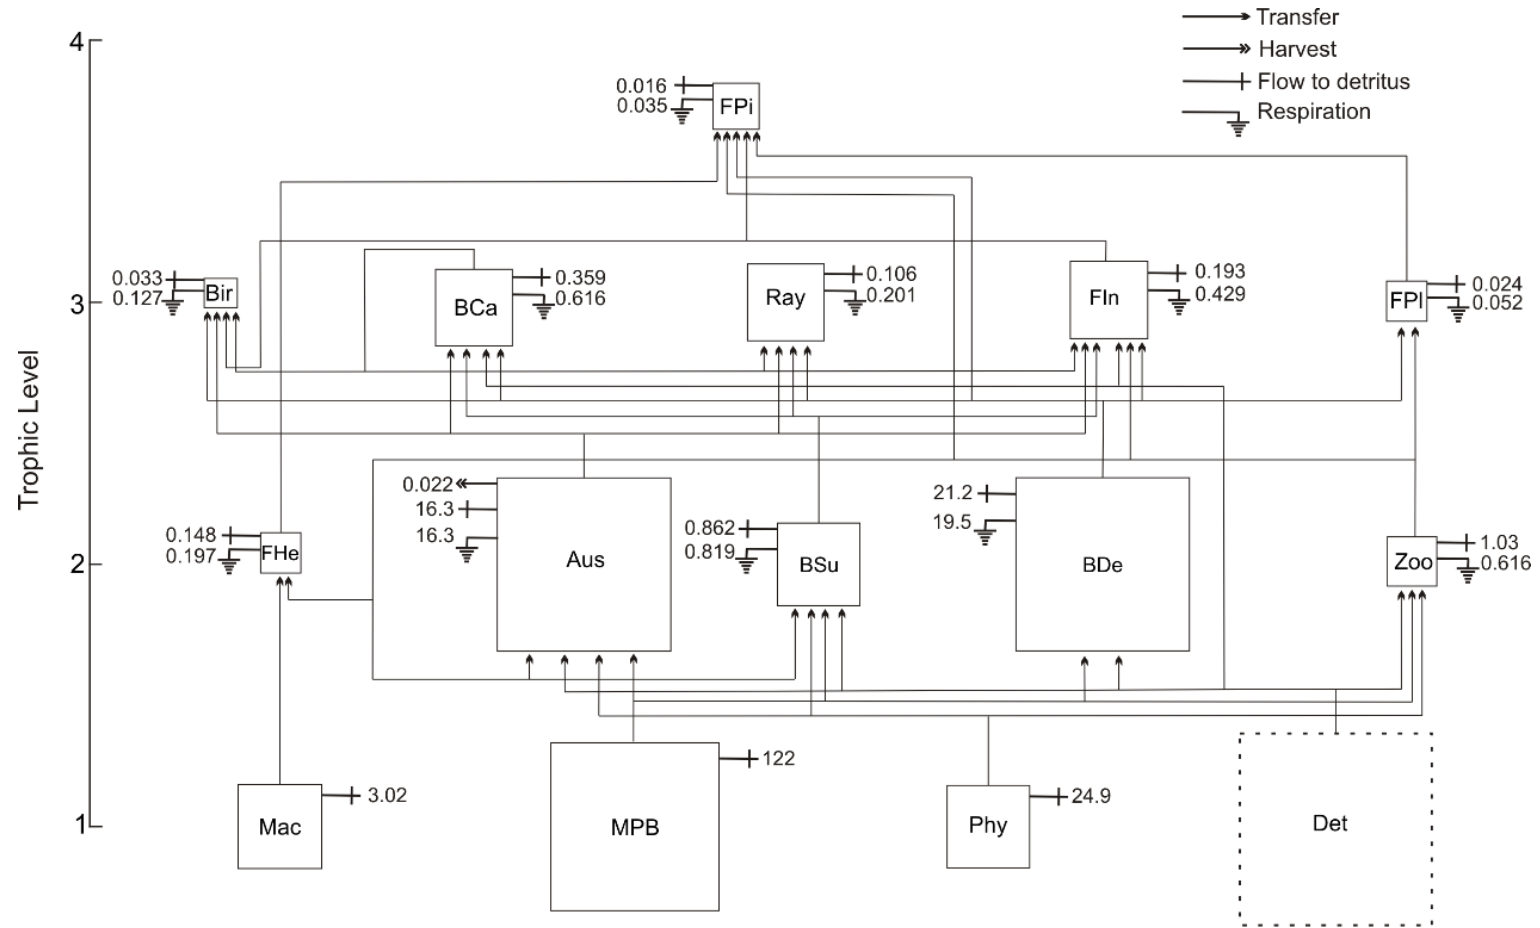 Transfer
Harvest
Flow to detritus
Respiration
4
0.016
0.035
FPi
3
0.033
0.127
Bir
BCa
0.359
0.616
Ray
0.106
0.201
FIn
0.193
0.429
FPl
0.024
0.052
Trophic Level
2
0.148
0.197
FHe
0.022
16.3
16.3
Aus
0.862
0.819
BSu
21.2
19.5
BDe
Zoo
1.03
0.616
1
Mac
3.02
MPB
122
Phy
24.9
Det